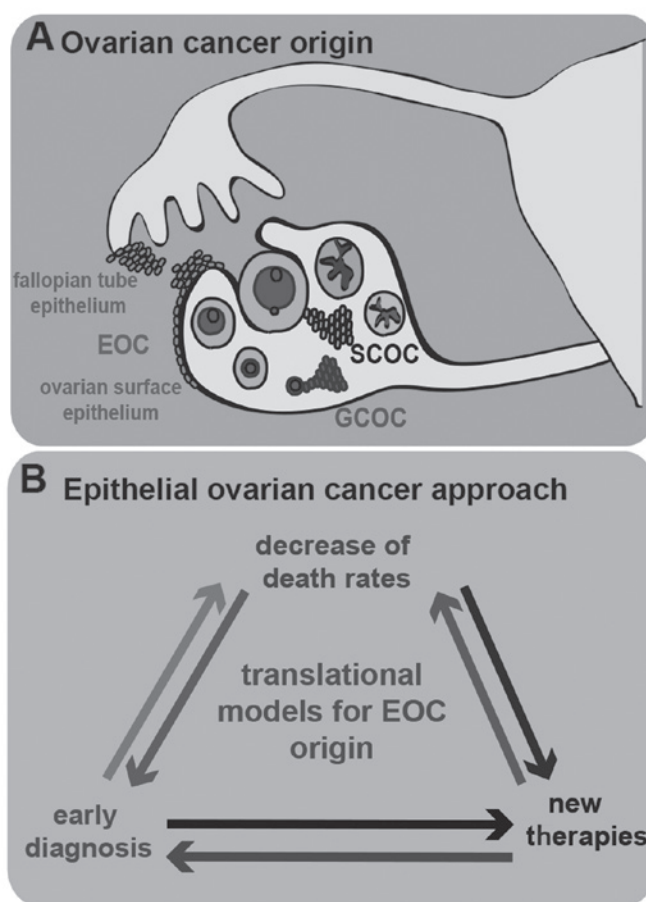 A Ovarian cancer origin
fallopian tube
epithelium
EOC
SCOC
ovarian surface
epithelium
GCOC
B Epithelial ovarian cancer approach
decrease of
death rates
translational
models for EOC
origin
early
diagnosis
new
therapies